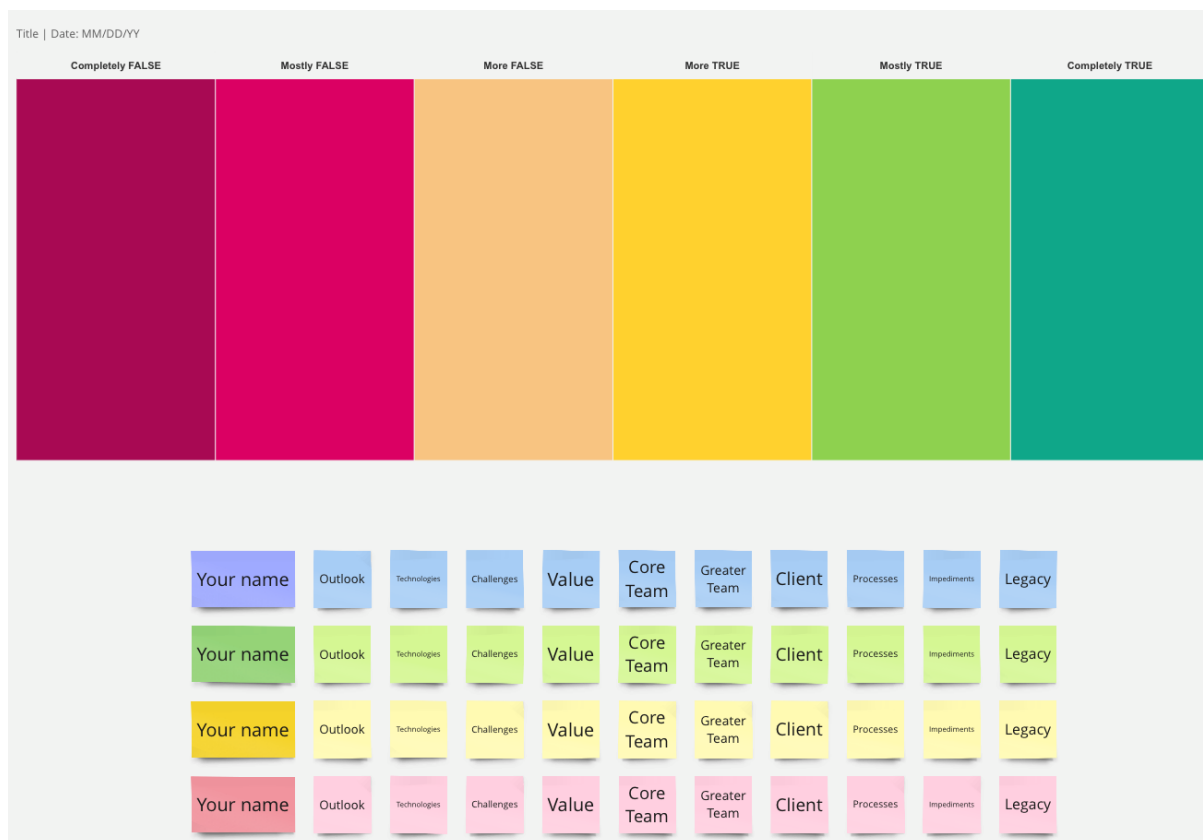 Title | Date: MM/DD/YY
Completely FALSE Mostly FALSE More FALSE More TRUE Mostly TRUE Completely TRUE
Your name Outlook Technologies Challenges Value Core Team Greater Team Client Processes Impediments Legacy
Your name Outlook Technologies Challenges Value Core Team Greater Team Client Processes Impediments Legacy
Your name Outlook Technologies Challenges Value Core Team Greater Team Client Processes Impediments Legacy
Your name Outlook Technologies Challenges Value Core Team Greater Team Client Processes Impediments Legacy